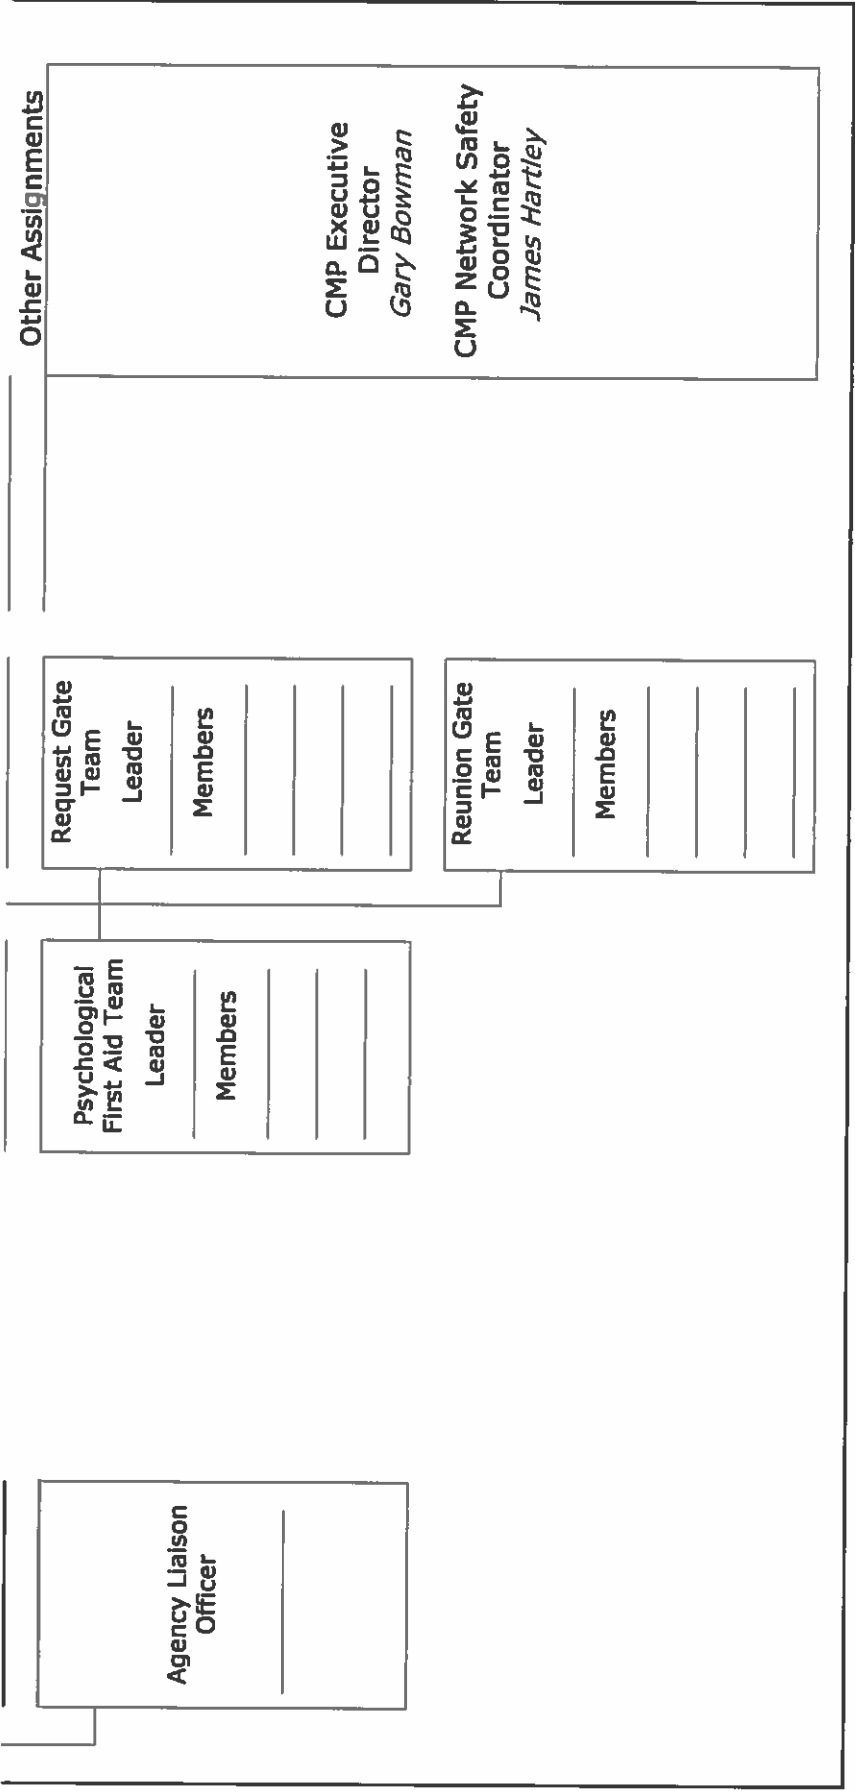 Agency Liaison
Officer
Psychological
First Aid Team
Leader
Members
Request Gate
Team
Leader
Members
Reunion Gate
Team
Leader
Members
Other Assignments
CMP Executive
Director
Gary Bowman
CMP Network Safety
Coordinator
James Hartley